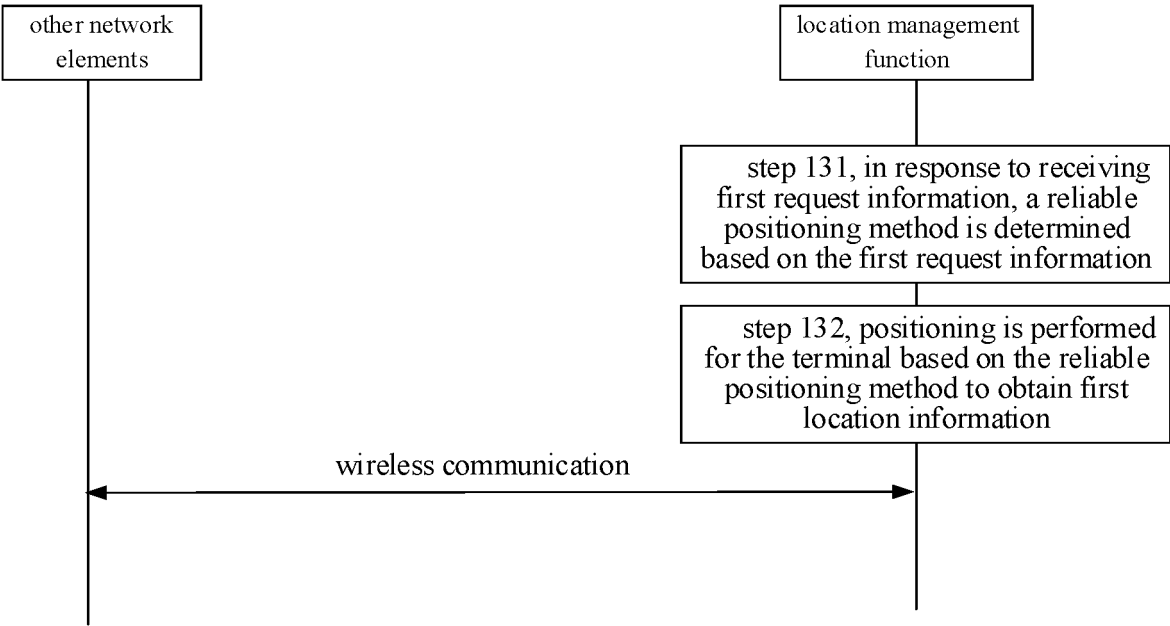 other network
elements
location management
function
step 131, in response to receiving
first request information, a reliable
positioning method is determined
based on the first request information
step 132, positioning is performed
for the terminal based on the reliable
positioning method to obtain first
location information
wireless communication